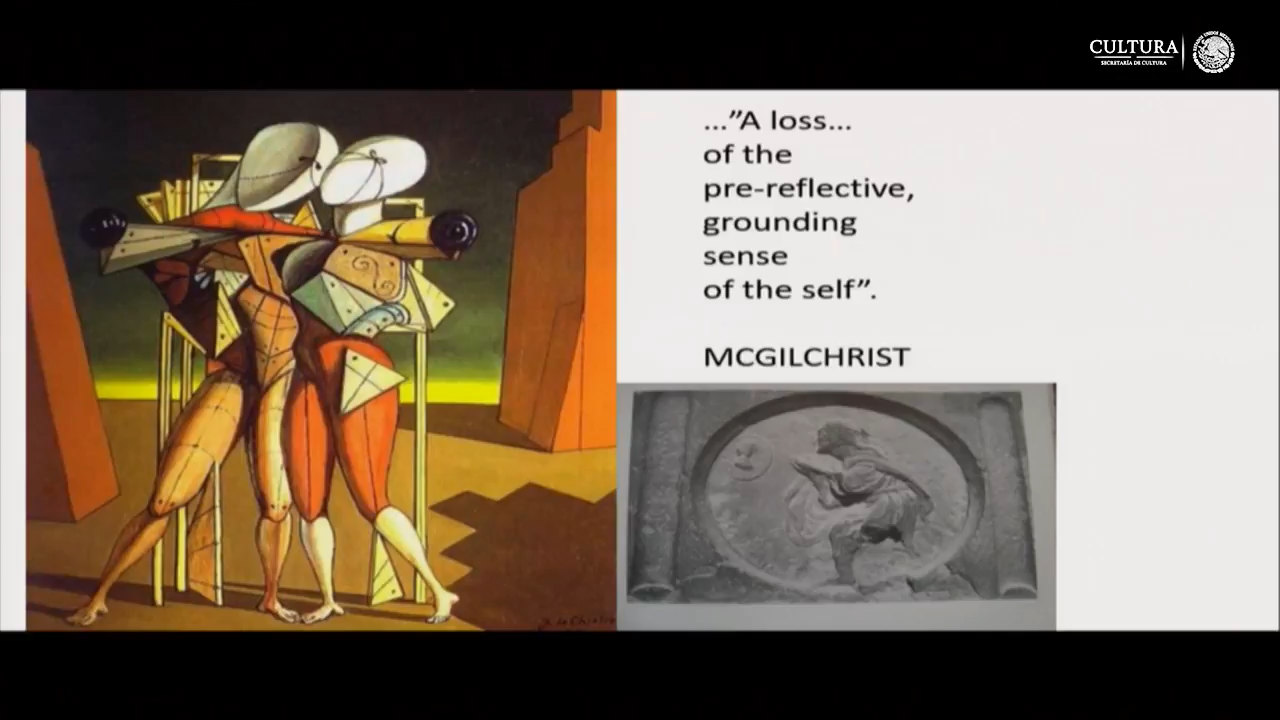 CULTURA
SECRETARÍA DE CULTURA
..."A loss...
of the
pre-reflective,
grounding
sense
of the self".
MCGILCHRIST